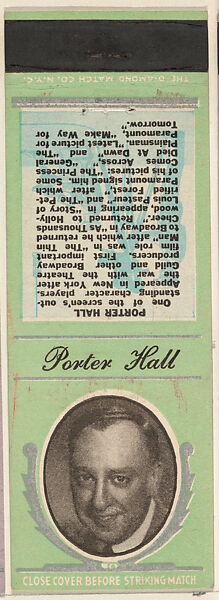 THE DIAMOND MATCH CO. N.Y.C.
PORTER HALL
One of the screen's out-
standing character players.
Appeared in New York after
the war with the Theatre
Guild and other Broadway
producers. First important
film role was in "The Thin
Man," after which he returned
to Broadway in "As Thousands
Cheer." Returned to Holly-
wood, appearing in "Story of
Louis Pasteur" and "The Pet-
rified Forest," after which
Paramount signed him. Some
of his pictures: "The Princess
Comes Across," "General
Died At Dawn" and "The
Plainsman." Latest picture for
Paramount, "Make Way for
Tomorrow."
Porter Hall
CLOSE COVER BEFORE STRIKING MATCH